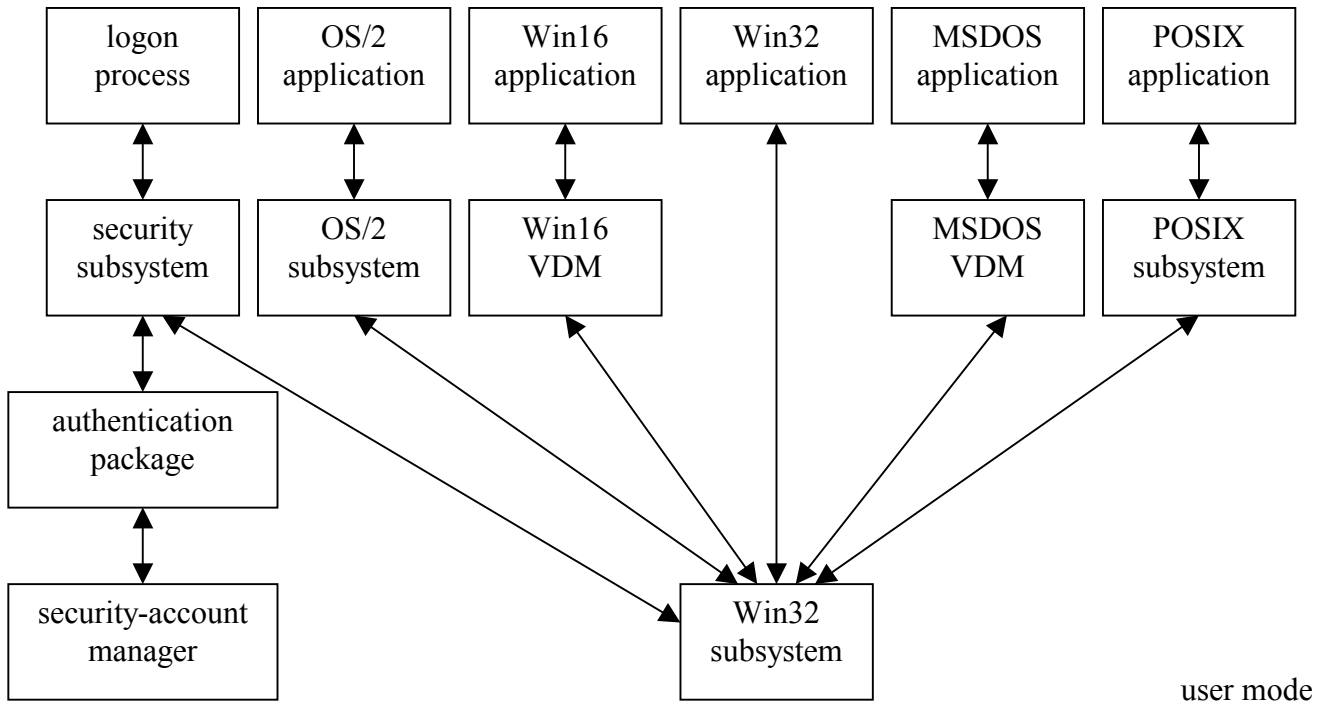 logon
process
OS/2
application
Win16
application
Win32
application
MSDOS
application
POSIX
application
security
subsystem
OS/2
subsystem
Win16
VDM
MSDOS
VDM
POSIX
subsystem
authentication
package
security-account
manager
Win32
subsystem
user mode